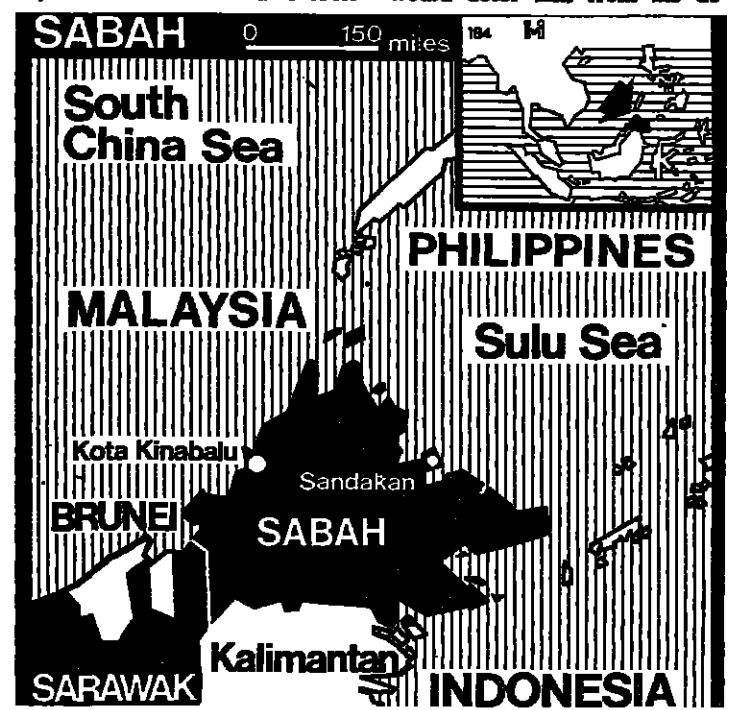 SABAH
0 150 miles
184
South
China Sea
PHILIPPINES
MALAYSIA
Sulu Sea
Kota Kinabalu
Sandakan
BRUNEI
SABAH
Kalimantan
SARAWAK
INDONESIA